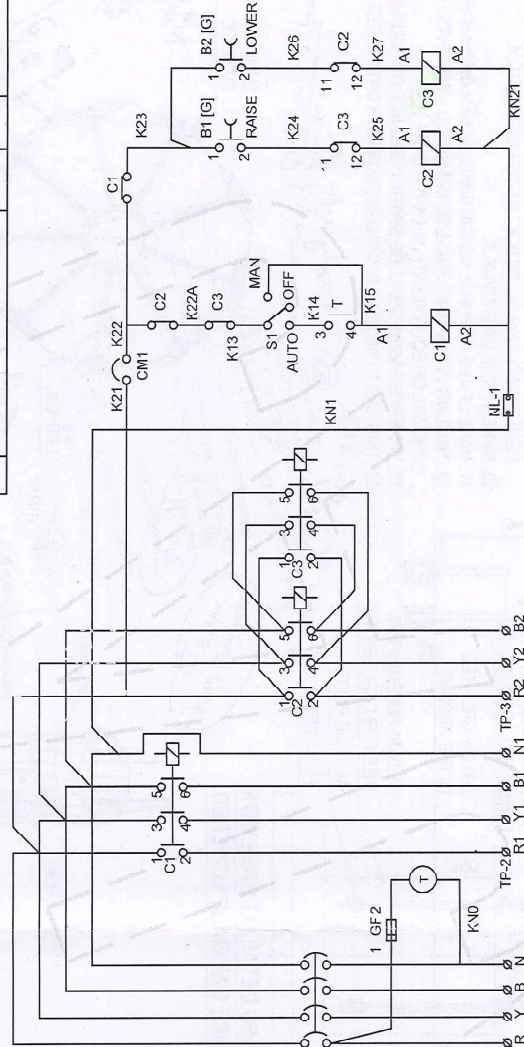 K23
B2 [G]
1
2
LOWER
K26
C2
11
12
K27
A1
C3
A2
KN21
B1 [G]
1
2
RAISE
K24
C3
11
12
K25
A1
C2
A2
C1
K22
C2
K22A
C3
K13
S1
MAN
OFF
AUTO
K14
3
T
4
K15
A1
C1
A2
K21
CM1
KN1
NL-1
5
6
3
4
1
C3
2
5
6
3
4
1
C2
2
B2
Y2
R2
TP-3
5
6
3
4
1
C1
2
N1
B1
Y1
R1
TP-2
T
1
GF 2
KN0
N
B
Y
R